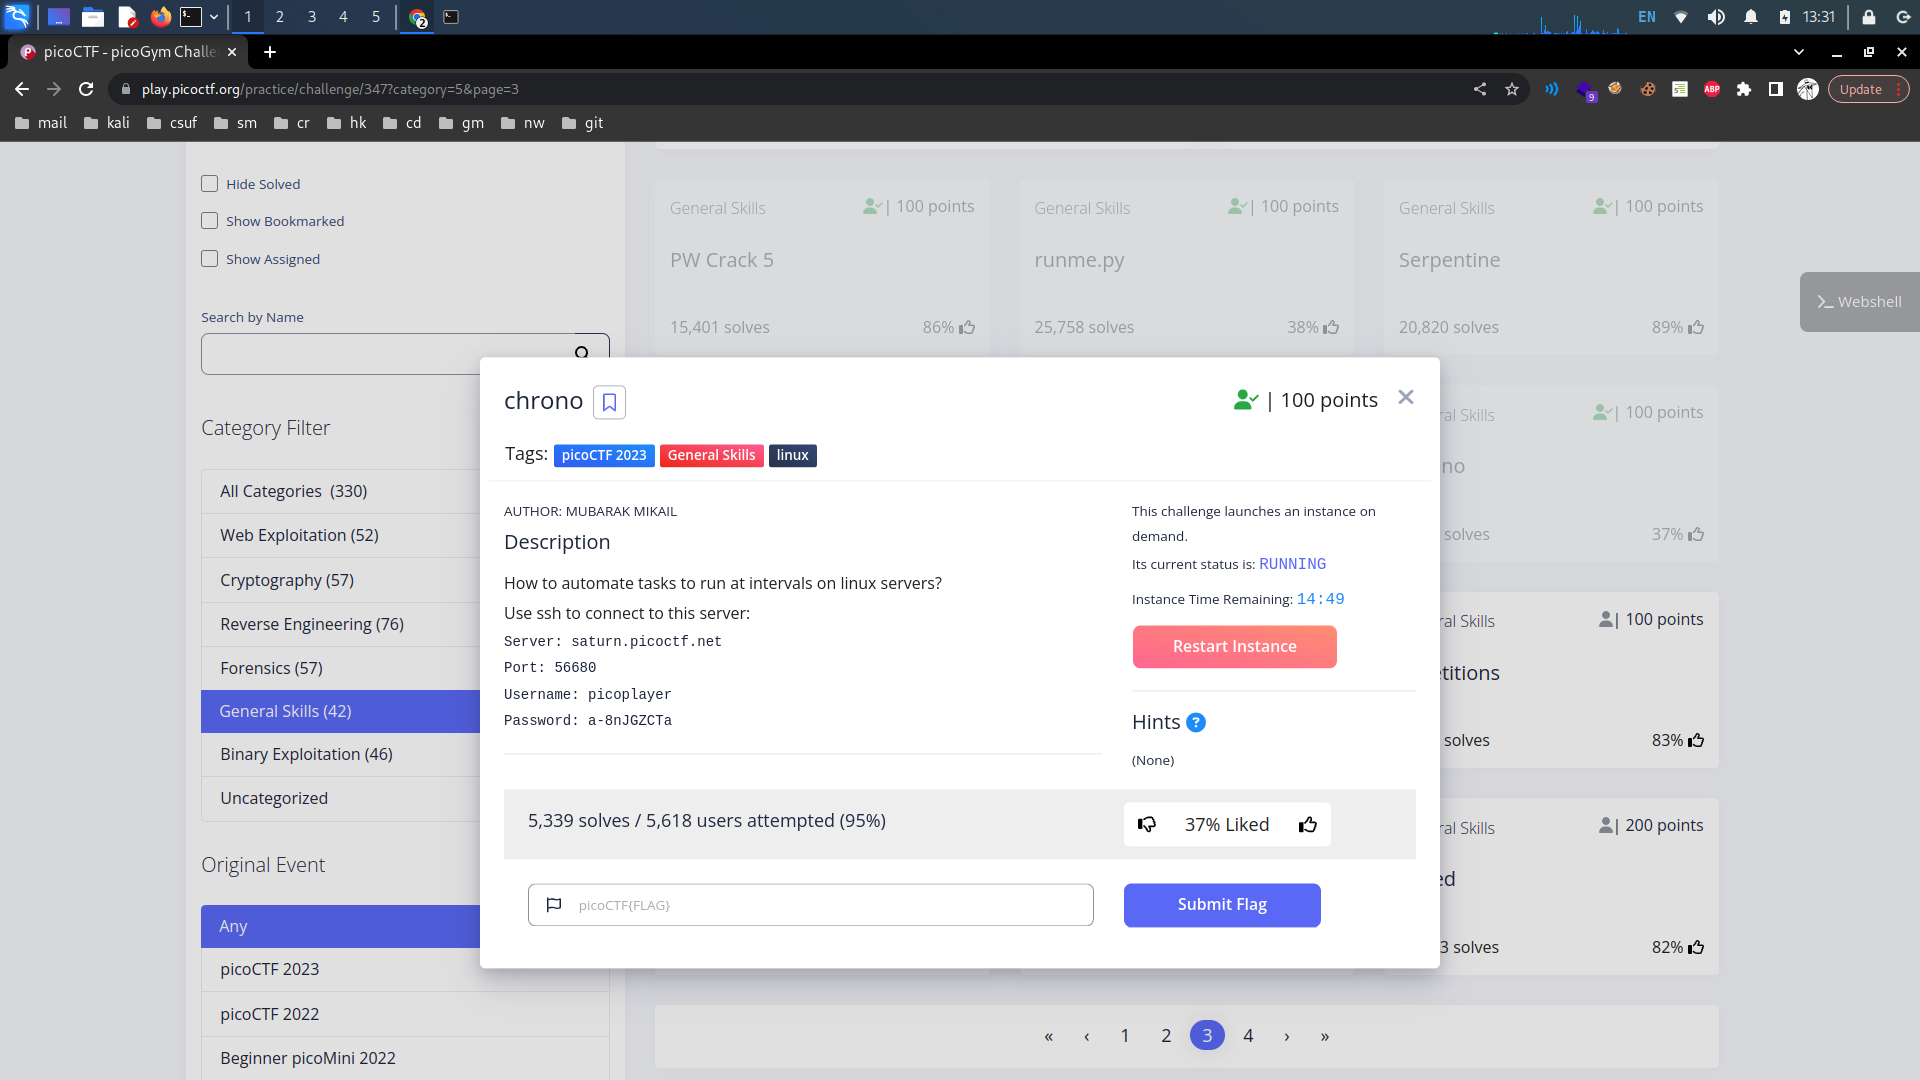 1 2 3 4 5 2 EN 13:31
picoCTF - picoGym Challe
play.picoctf.org/practice/challenge/347?category=5&page=3
9
ABP
Update
mail kali csuf sm cr hk cd gm nw git
Hide Solved
Show Bookmarked
Show Assigned
Search by Name
Category Filter
All Categories (330)
Web Exploitation (52)
Cryptography (57)
Reverse Engineering (76)
Forensics (57)
General Skills (42)
Binary Exploitation (46)
Uncategorized
Original Event
Any
picoCTF 2023
picoCTF 2022
Beginner picoMini 2022
General Skills | 100 points
PW Crack 5
15,401 solves 86%
General Skills | 100 points
runme.py
25,758 solves 38%
General Skills | 100 points
Serpentine
20,820 solves 89%
Webshell
chrono | 100 points
Tags: picoCTF 2023 General Skills linux
AUTHOR: MUBARAK MIKAIL
Description
How to automate tasks to run at intervals on linux servers?
Use ssh to connect to this server:
Server: saturn.picoctf.net
Port: 56680
Username: picoplayer
Password: a-8nJGZCTa
This challenge launches an instance on
demand.
Its current status is: RUNNING
Instance Time Remaining: 14:49
Restart Instance
Hints ?
(None)
5,339 solves / 5,618 users attempted (95%)
37% Liked
picoCTF{FLAG}
Submit Flag
ral Skills | 100 points
no
solves 37%
ral Skills | 100 points
titions
solves 83%
ral Skills | 200 points
ed
3 solves 82%
« ‹ 1 2 3 4 › »